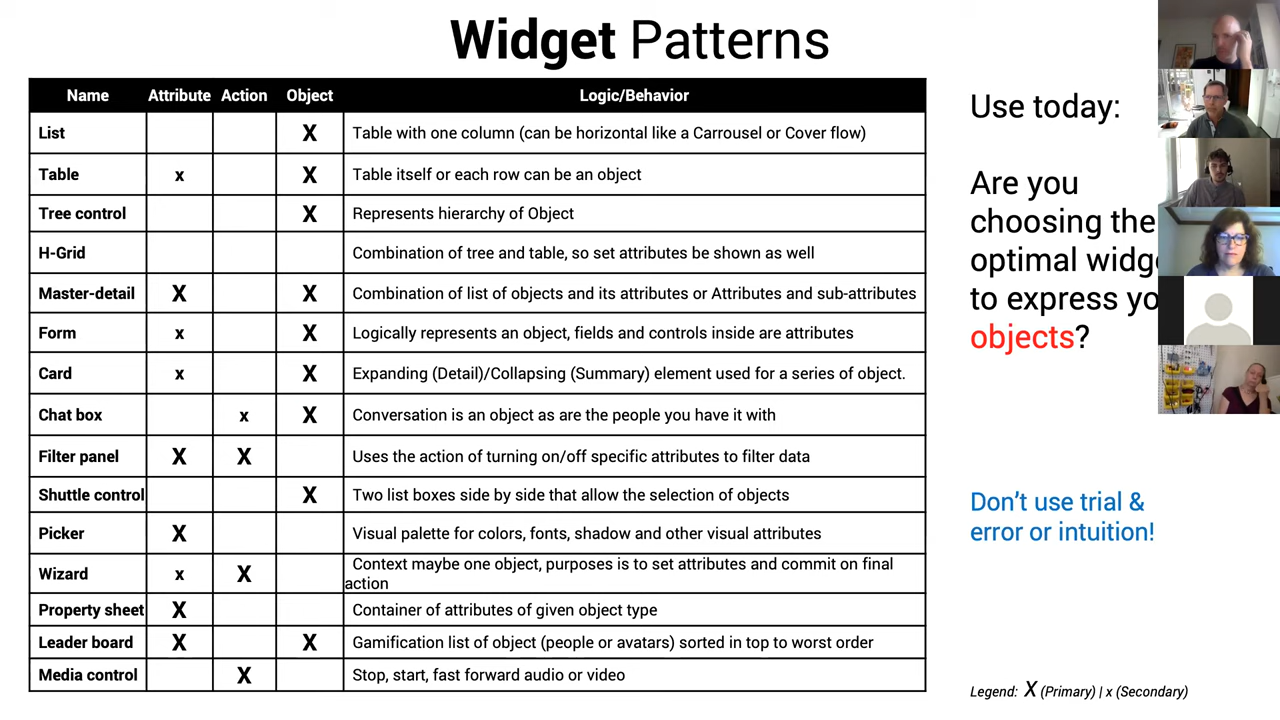 Widget Patterns
Name Attribute Action Object Logic/Behavior
List X Table with one column (can be horizontal like a Carrousel or Cover flow)
Table x X Table itself or each row can be an object
Tree control X Represents hierarchy of Object
H-Grid Combination of tree and table, so set attributes be shown as well
Master-detail X X Combination of list of objects and its attributes or Attributes and sub-attributes
Form x X Logically represents an object, fields and controls inside are attributes
Card x X Expanding (Detail)/Collapsing (Summary) element used for a series of object.
Chat box x X Conversation is an object as are the people you have it with
Filter panel X X Uses the action of turning on/off specific attributes to filter data
Shuttle control X Two list boxes side by side that allow the selection of objects
Picker X Visual palette for colors, fonts, shadow and other visual attributes
Wizard x X Context maybe one object, purposes is to set attributes and commit on final
action
Property sheet X Container of attributes of given object type
Leader board X X Gamification list of object (people or avatars) sorted in top to worst order
Media control X Stop, start, fast forward audio or video
Use today:
Are you
choosing the
optimal
to express
objects?
Don't use trial &
error or intuition!
Legend: X (Primary) | x (Secondary)